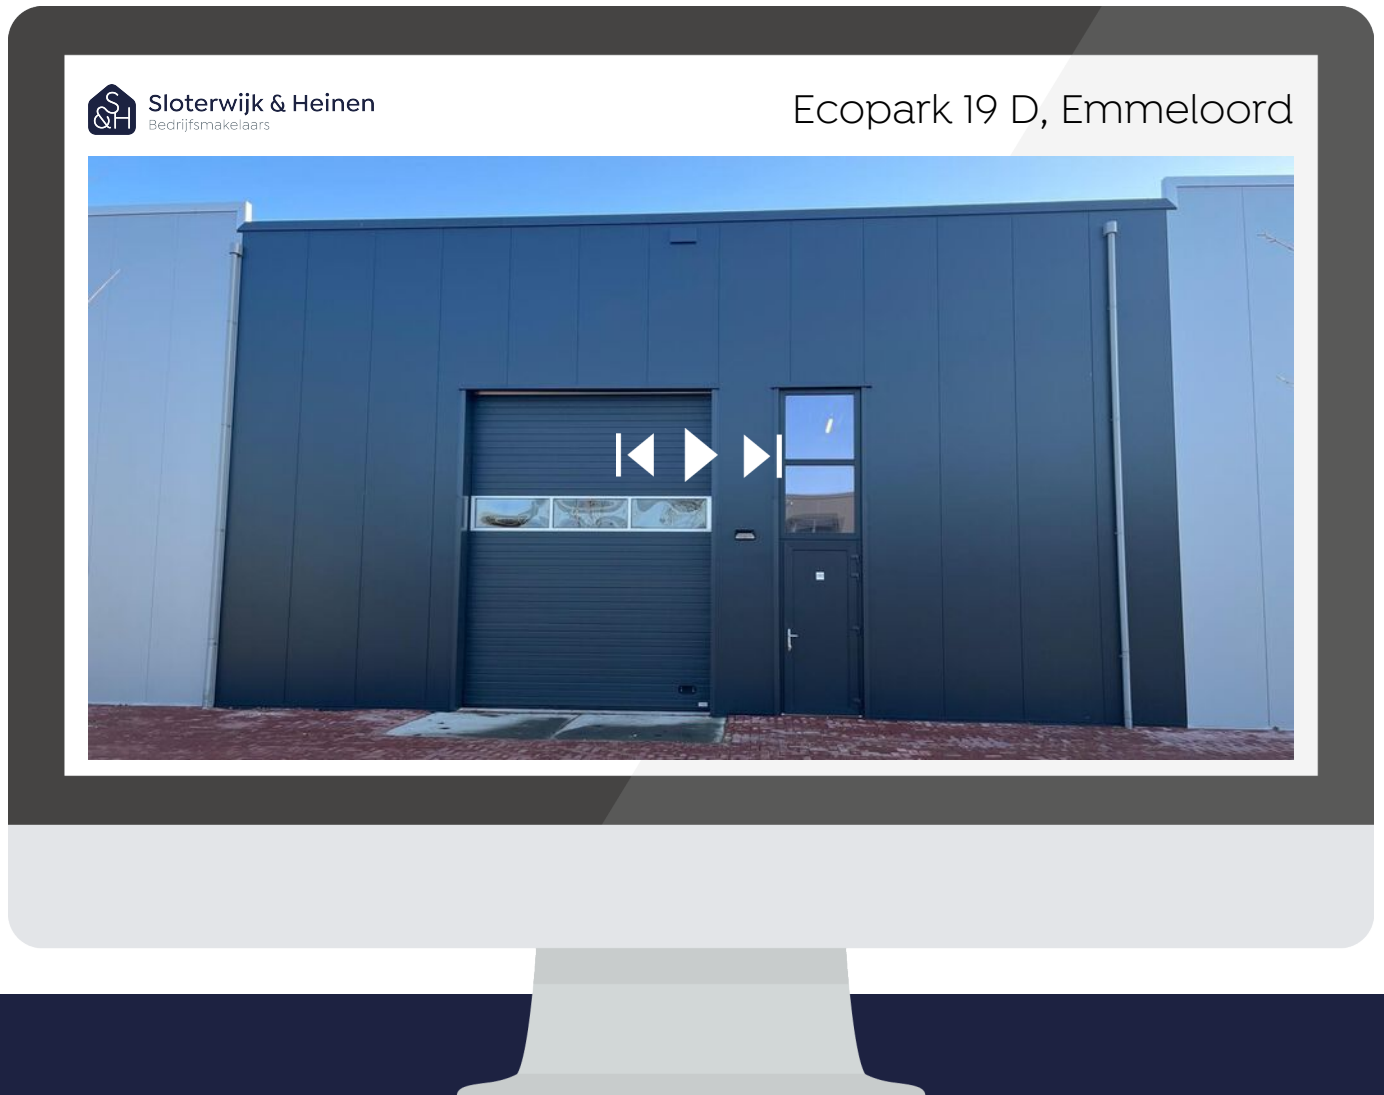 S
&H
Sloterwijk & Heinen
Bedrijfsmakelaars
Ecopark 19 D, Emmeloord